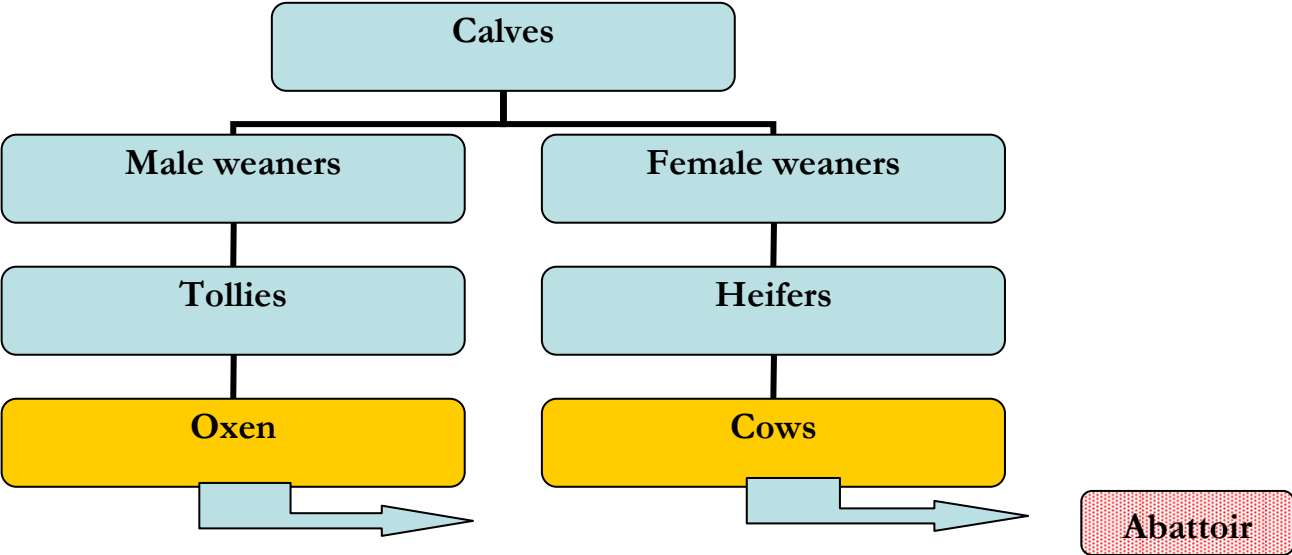 Calves
Male weaners
Female weaners
Tollies
Heifers
Oxen
Cows
Abattoir